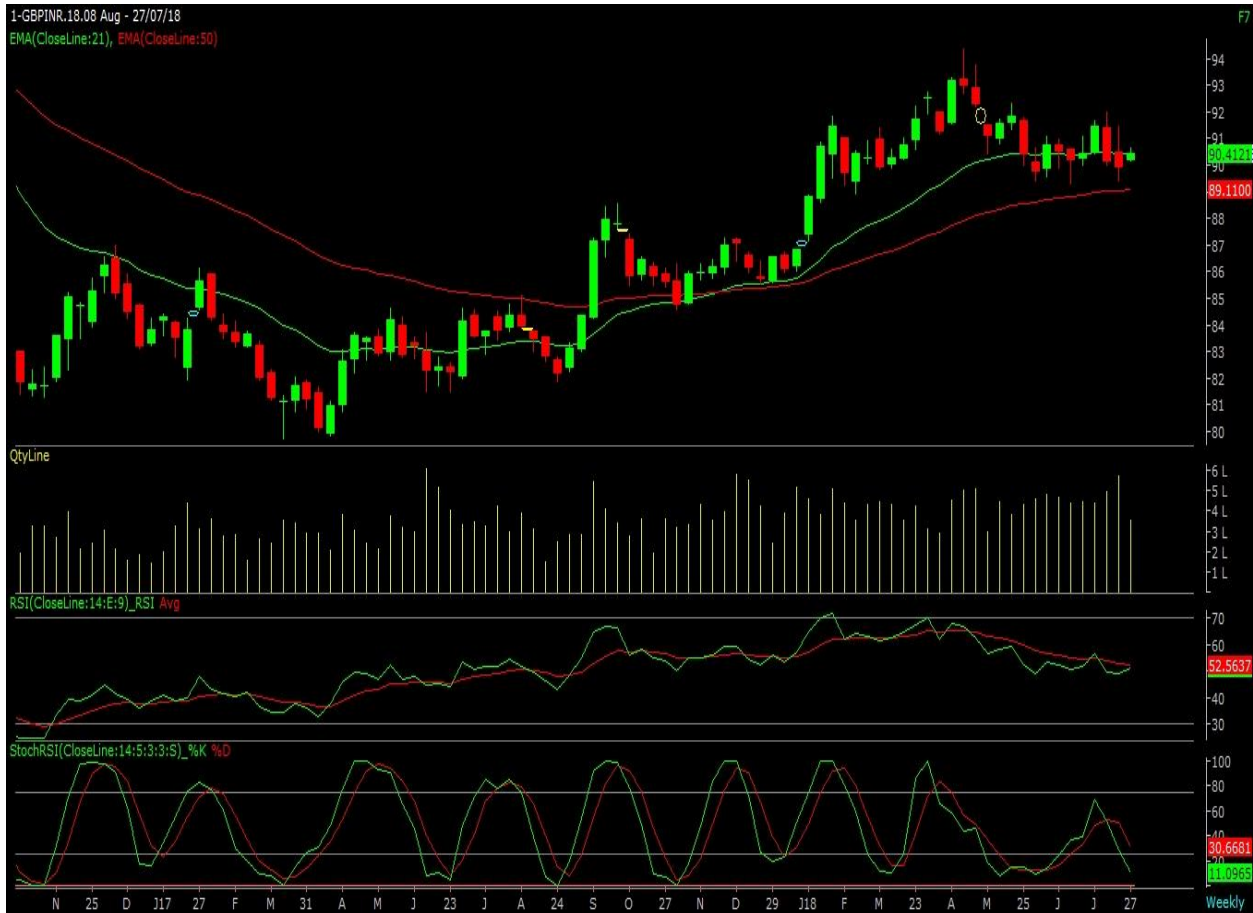 1-GBPINR.18.08 Aug - 27/07/18
F7
EMA(CloseLine:21), EMA(CloseLine:50)
94
93
92
91
90.4121
90
89.1100
88
87
86
85
84
83
82
81
80
QtyLine
6 L
5 L
4 L
3 L
2 L
1 L
RSI(CloseLine:14:E:9)_RSI Avg
70
60
52.5637
40
30
StochRSI(CloseLine:14:5:3:3:S)_%K %D
100
80
60
40
30.6681
20
11.0965
N 25 D J17 27 F M 31 A M J 23 J A 24 S O 27 N D 29 J18 F M 23 A M 25 J J 27
Weekly